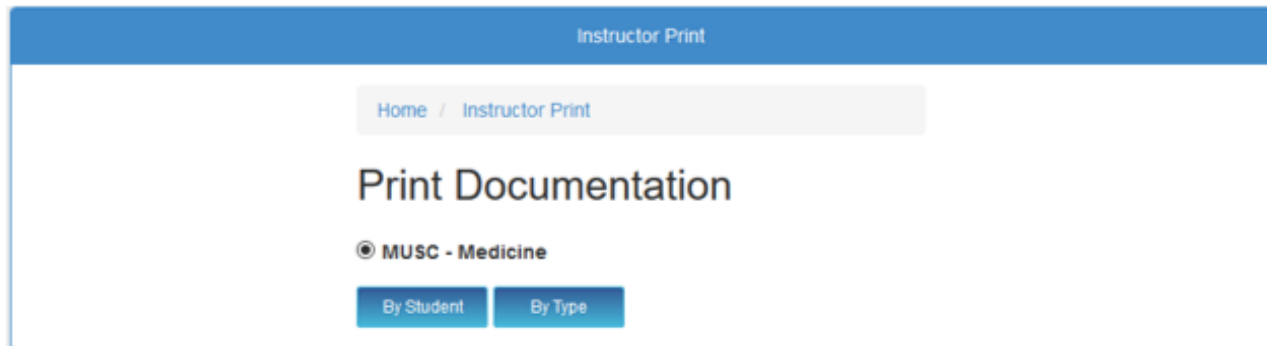 Instructor Print
Home / Instructor Print
Print Documentation
MUSC - Medicine
By Student By Type